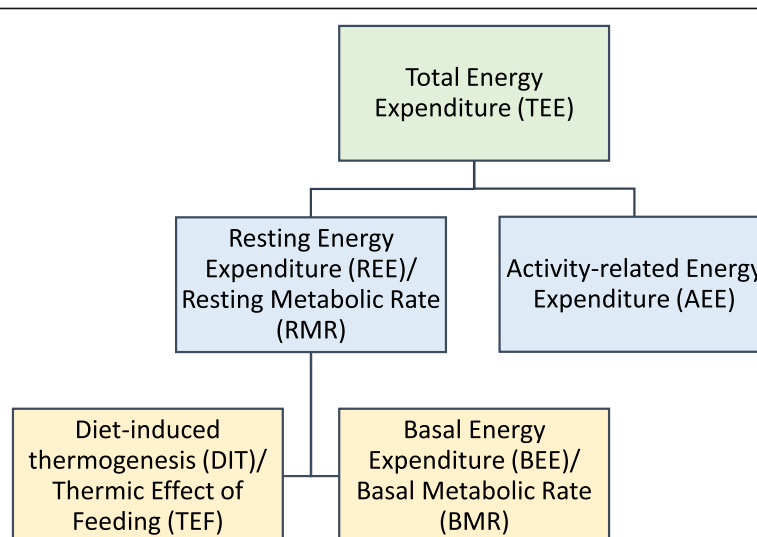 Total Energy
Expenditure (TEE)
Resting Energy
Expenditure (REE)/
Resting Metabolic Rate
(RMR)
Activity-related Energy
Expenditure (AEE)
Diet-induced
thermogenesis (DIT)/
Thermic Effect of
Feeding (TEF)
Basal Energy
Expenditure (BEE)/
Basal Metabolic Rate
(BMR)